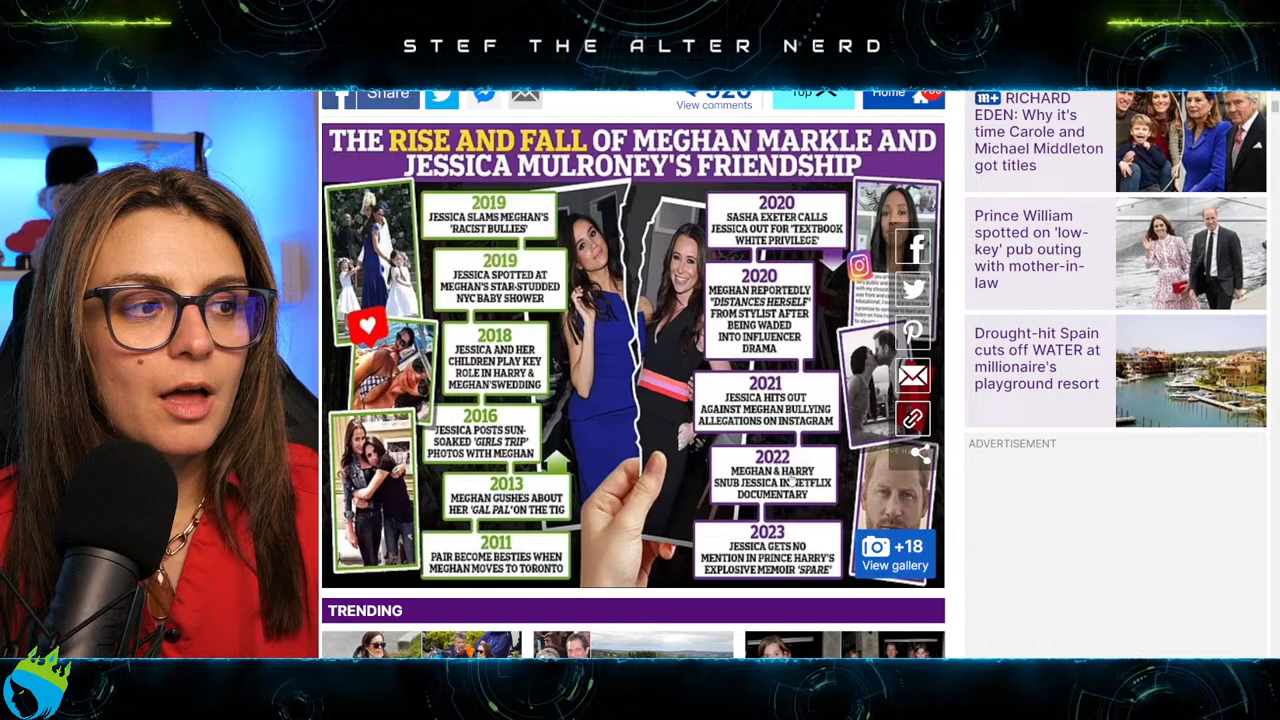 STEF THE ALTER NERD
Share
View comments
Top
Home
THE RISE AND FALL OF MEGHAN MARKLE AND
JESSICA MULRONEY'S FRIENDSHIP
2019
JESSICA SLAMS MEGHAN'S
'RACIST BULLIES'
2019
JESSICA SPOTTED AT
MEGHAN'S STAR-STUDDED
NYC BABY SHOWER
2018
JESSICA AND HER
CHILDREN PLAY KEY
ROLE IN HARRY &
MEGHAN'SWEDDING
2016
JESSICA POSTS SUN-
SOAKED 'GIRLS TRIP'
PHOTOS WITH MEGHAN
2013
MEGHAN GUSHES ABOUT
HER 'GAL PAL' ON THE TIG
2011
PAIR BECOME BESTIES WHEN
MEGHAN MOVES TO TORONTO
2020
SASHA EXETER CALLS
JESSICA OUT FOR 'TEXTBOOK
WHITE PRIVILEGE'
2020
MEGHAN REPORTEDLY
"DISTANCES HERSELF"
FROM STYLIST AFTER
BEING WADED
INTO INFLUENCER
DRAMA
2021
JESSICA HITS OUT
AGAINST MEGHAN BULLYING
ALLEGATIONS ON INSTAGRAM
2022
MEGHAN & HARRY
SNUB JESSICA IN NETFLIX
DOCUMENTARY
2023
JESSICA GETS NO
MENTION IN PRINCE HARRY'S
EXPLOSIVE MEMOIR 'SPARE'
+18
View gallery
TRENDING
m+ RICHARD
EDEN: Why it's
time Carole and
Michael Middleton
got titles
Prince William
spotted on 'low-
key' pub outing
with mother-in-
law
Drought-hit Spain
cuts off WATER at
millionaire's
playground resort
ADVERTISEMENT